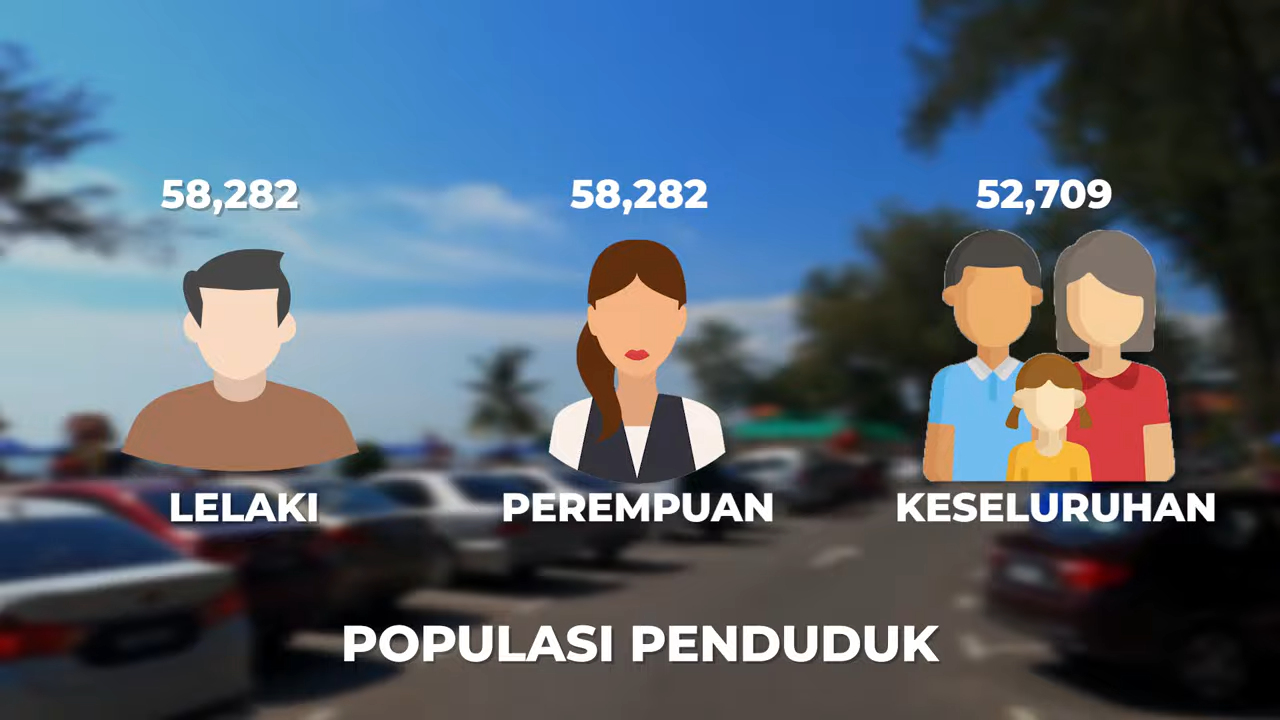 58,282
58,282
52,709
LELAKI
PEREMPUAN
KESELURUHAN
POPULASI PENDUDUK